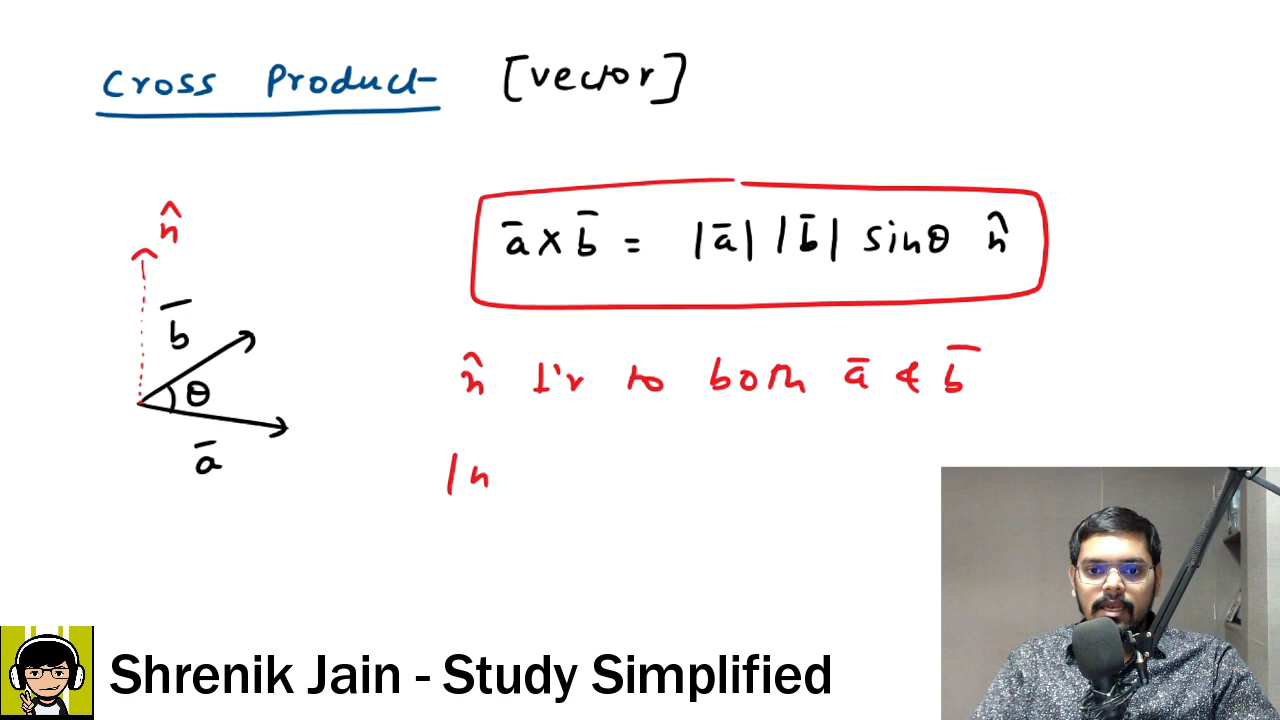 Cross Product [vector]
n̂
a̅ × b̅ = |a̅| |b̅| sinθ n̂
b̅
n̂ ⊥'r to both a̅ & b̅
θ
a̅
|n
Shrenik Jain - Study Simplified